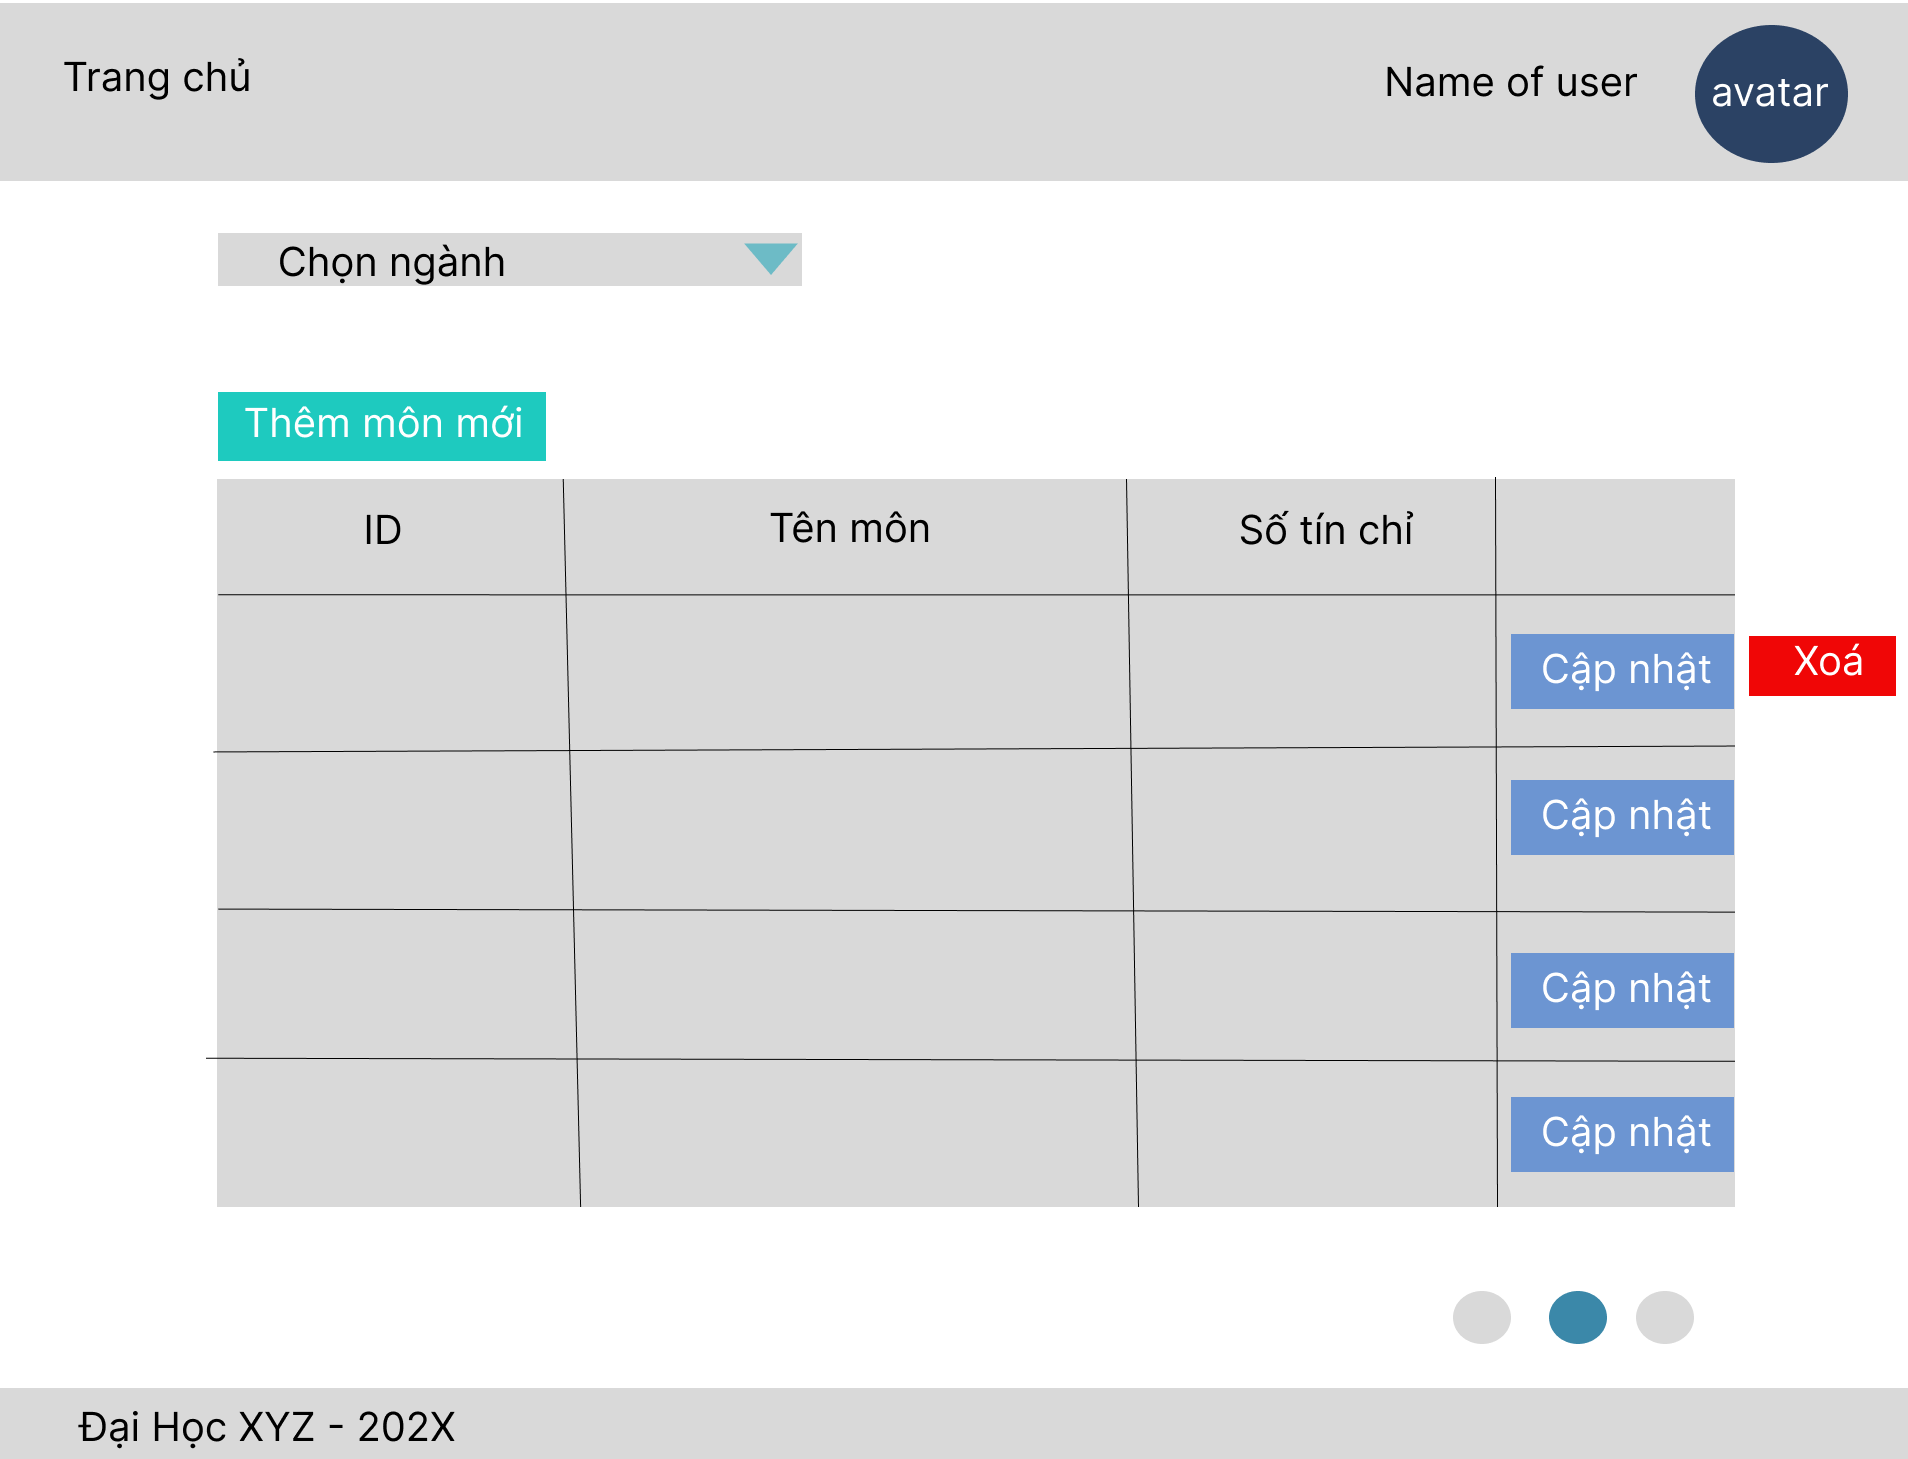 Trang chủ
Name of user
avatar
Chọn ngành
Thêm môn mới
ID
Tên môn
Số tín chỉ
Cập nhật
Xoá
Cập nhật
Cập nhật
Cập nhật
Đại Học XYZ - 202X